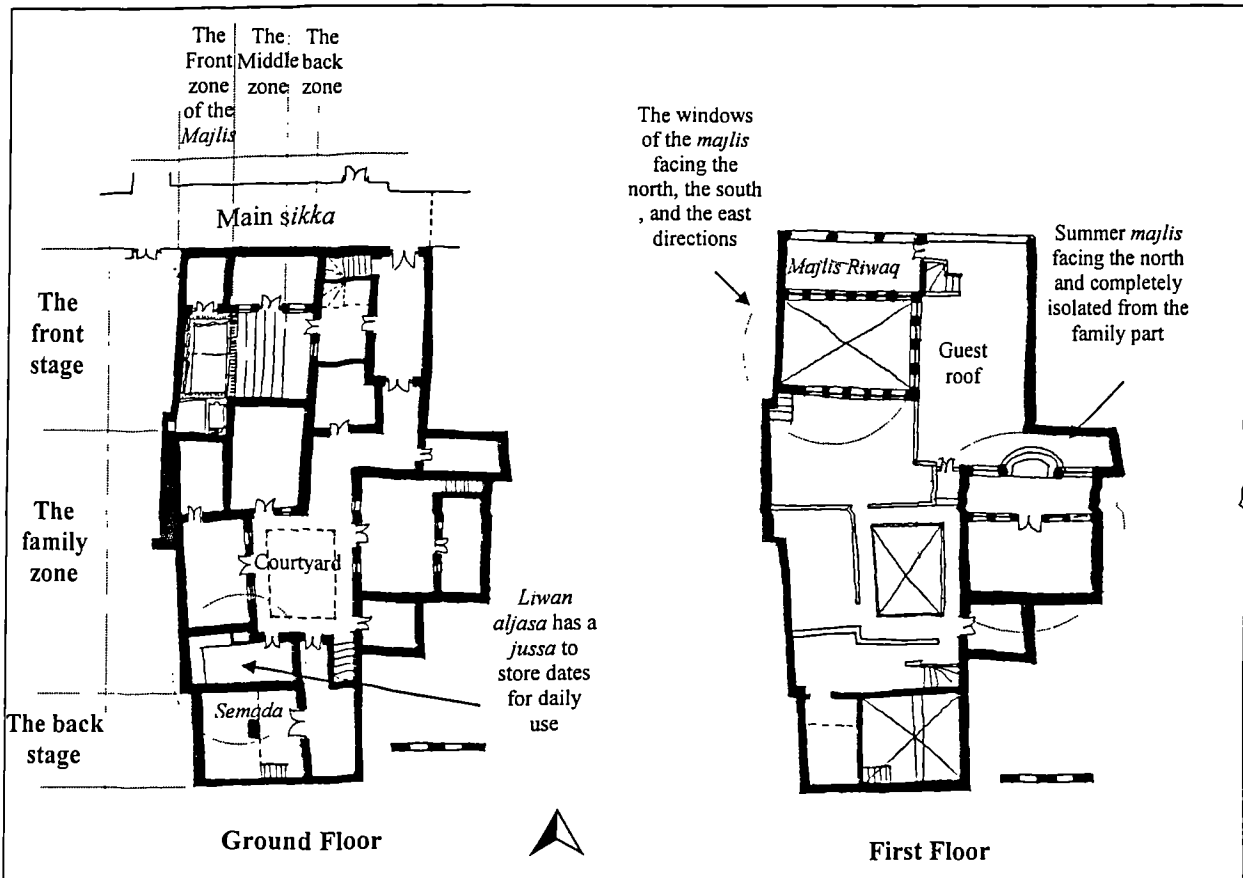 The
Front
zone
of the
Majlis
The
Middle
zone
The
back
zone
Main sikka
The
front
stage
The
family
zone
Courtyard
Liwan
aljasa has a
jussa to
store dates
for daily
use
The back
stage
Semada
Ground Floor
The windows
of the majlis
facing the
north, the south
, and the east
directions
Majlis Riwaq
Summer majlis
facing the north
and completely
isolated from the
family part
Guest
roof
First Floor